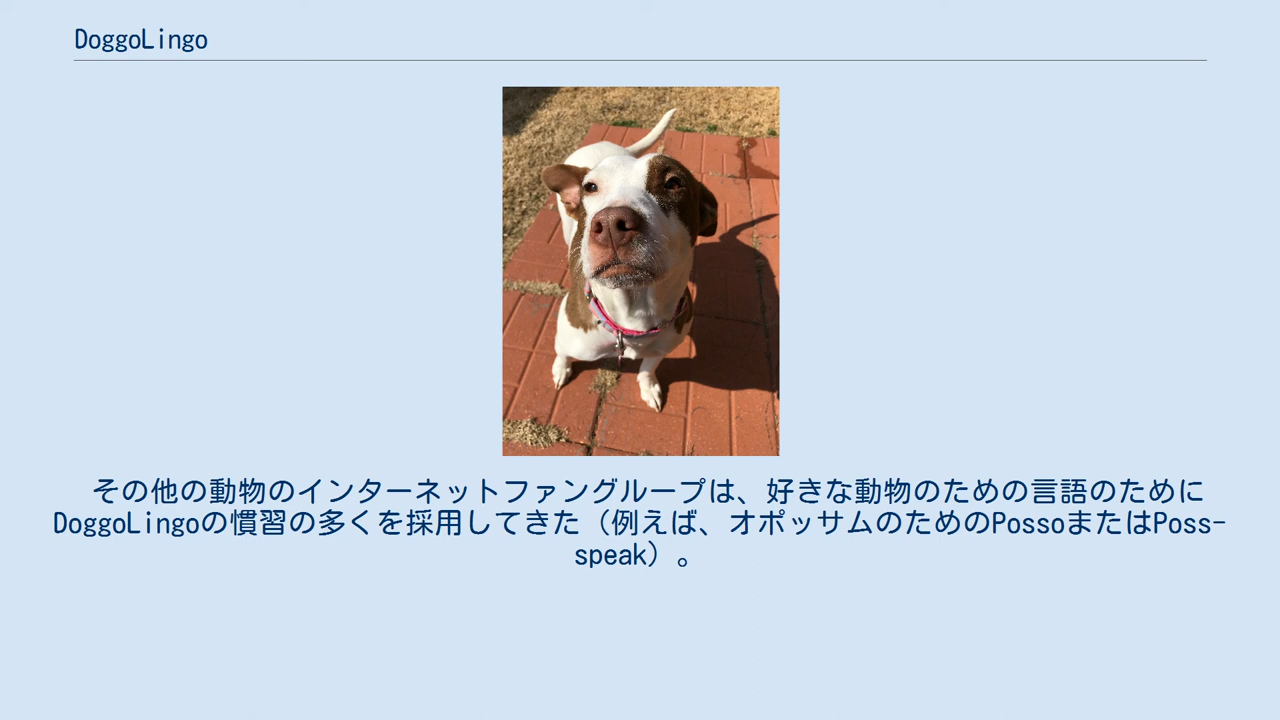 DoggoLingo
その他の動物のインターネットファングループは、好きな動物のための言語のために
DoggoLingoの慣習の多くを採用してきた（例えば、オポッサムのためのPossoまたはPoss-
speak）。